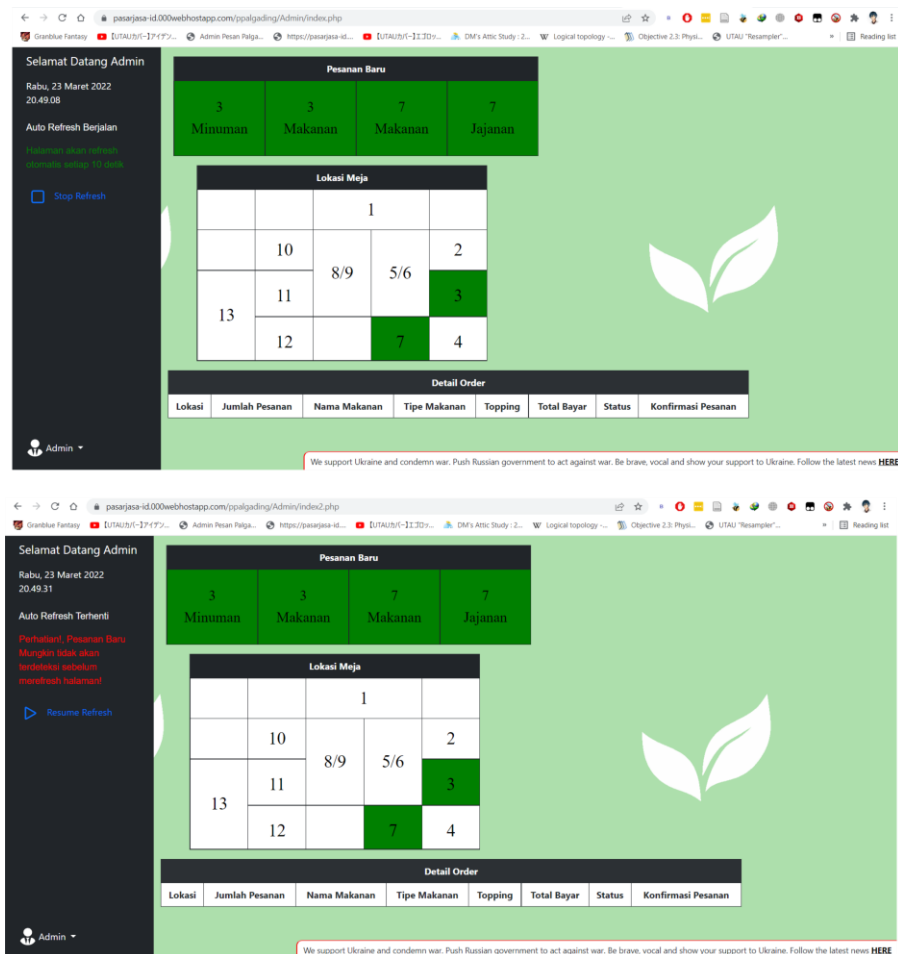 pasarjasa-id.000webhostapp.com/ppalgading/Admin/index.php
Granblue Fantasy
Admin Pesan Palga...
https://pasarjasa-id....
DM's Attic Study : 2...
Logical topology -...
Objective 2.3: Physi...
UTAU "Resampler"...
Reading list
Selamat Datang Admin
Rabu, 23 Maret 2022
20.49.08
Auto Refresh Berjalan
Halaman akan refresh
otomatis setiap 10 detik
Stop Refresh
Admin
Pesanan Baru
3 3 7 7
Minuman Makanan Makanan Jajanan
Lokasi Meja
1
10 2
8/9 5/6
11 3
13
12 7 4
Detail Order
Lokasi Jumlah Pesanan Nama Makanan Tipe Makanan Topping Total Bayar Status Konfirmasi Pesanan
We support Ukraine and condemn war. Push Russian government to act against war. Be brave, vocal and show your support to Ukraine. Follow the latest news HERE
pasarjasa-id.000webhostapp.com/ppalgading/Admin/index2.php
Granblue Fantasy
Admin Pesan Palga...
https://pasarjasa-id....
DM's Attic Study : 2...
Logical topology -...
Objective 2.3: Physi...
UTAU "Resampler"...
Reading list
Selamat Datang Admin
Rabu, 23 Maret 2022
20.49.31
Auto Refresh Terhenti
Perhatian!, Pesanan Baru
Mungkin tidak akan
terdeteksi sebelum
merefresh halaman!
Resume Refresh
Admin
Pesanan Baru
3 3 7 7
Minuman Makanan Makanan Jajanan
Lokasi Meja
1
10 2
8/9 5/6
11 3
13
12 7 4
Detail Order
Lokasi Jumlah Pesanan Nama Makanan Tipe Makanan Topping Total Bayar Status Konfirmasi Pesanan
We support Ukraine and condemn war. Push Russian government to act against war. Be brave, vocal and show your support to Ukraine. Follow the latest news HERE